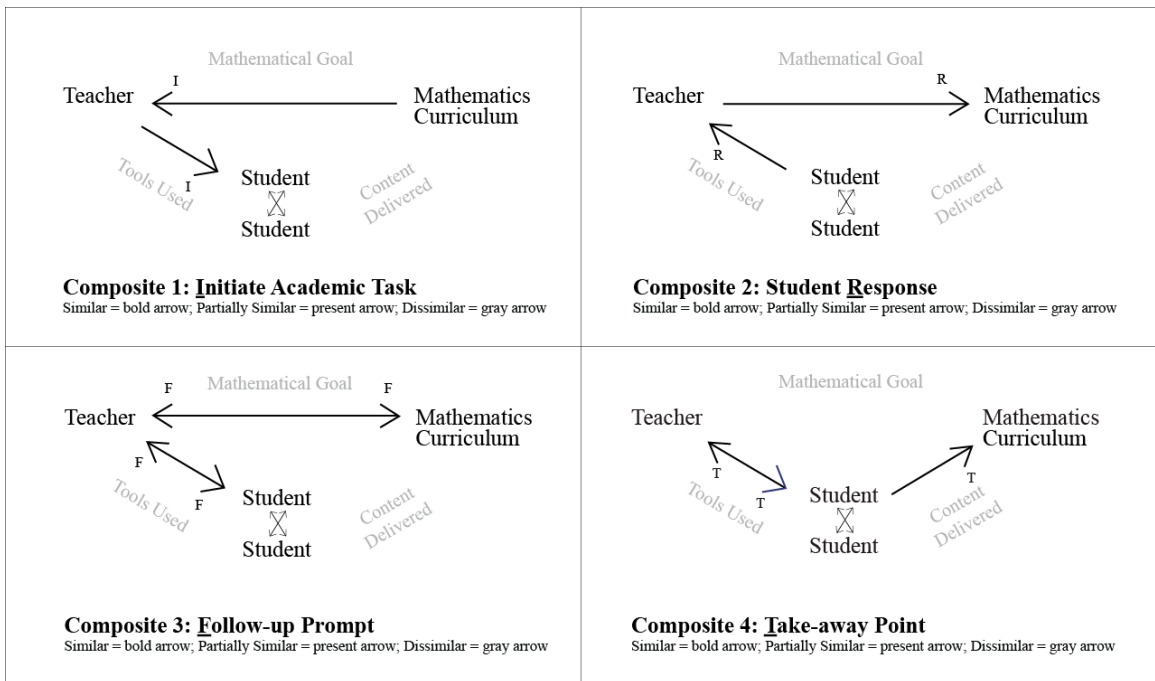 Mathematical Goal
I
Teacher
Mathematics
Curriculum
Tools Used
I
Student
Content
Delivered
Student
Composite 1: Initiate Academic Task
Similar = bold arrow; Partially Similar = present arrow; Dissimilar = gray arrow
Mathematical Goal
R
Teacher
Mathematics
Curriculum
R
Tools Used
Student
Content
Delivered
Student
Composite 2: Student Response
Similar = bold arrow; Partially Similar = present arrow; Dissimilar = gray arrow
F
Mathematical Goal
F
Teacher
Mathematics
Curriculum
F
Tools Used
F
Student
Content
Delivered
Student
Composite 3: Follow-up Prompt
Similar = bold arrow; Partially Similar = present arrow; Dissimilar = gray arrow
Mathematical Goal
Teacher
Mathematics
Curriculum
T
Tools Used
T
Student
T
Content
Delivered
Student
Composite 4: Take-away Point
Similar = bold arrow; Partially Similar = present arrow; Dissimilar = gray arrow